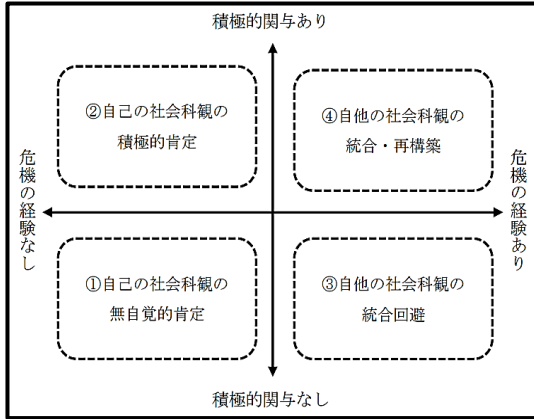 積極的関与あり
②自己の社会科観の
積極的肯定
④自他の社会科観の
統合・再構築
危機の経験なし
危機の経験あり
①自己の社会科観の
無自覚的肯定
③自他の社会科観の
統合回避
積極的関与なし